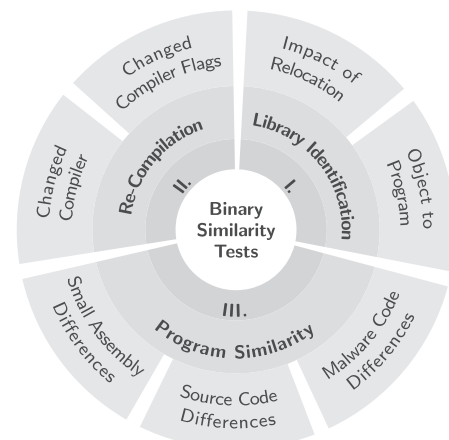 Binary
Similarity
Tests
I.
Library Identification
Impact of
Relocation
Object to
Program
II.
Re-Compilation
Changed
Compiler
Changed
Compiler Flags
III.
Program Similarity
Small Assembly
Differences
Source Code
Differences
Malware Code
Differences